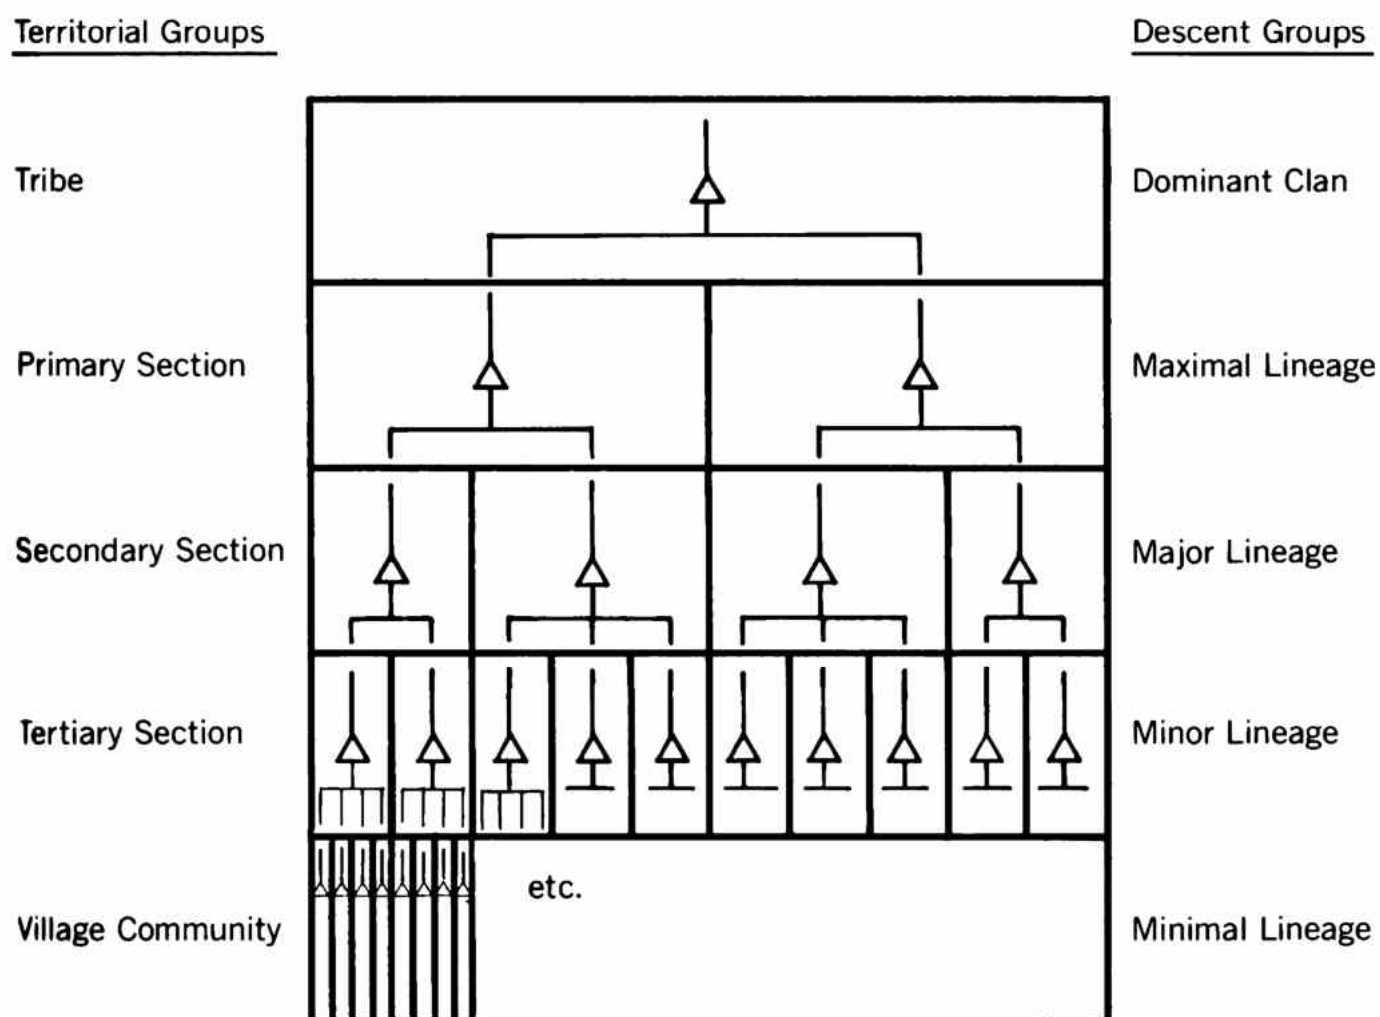 Territorial Groups
Descent Groups
Tribe
Dominant Clan
Primary Section
Maximal Lineage
Secondary Section
Major Lineage
Tertiary Section
Minor Lineage
etc.
Village Community
Minimal Lineage